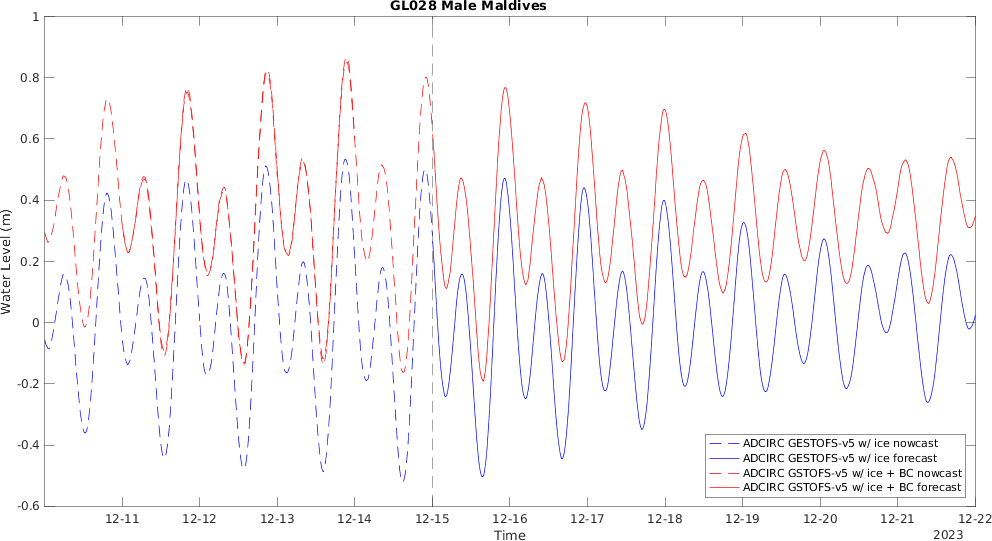 GL028 Male Maldives
Water Level (m)
1
0.8
0.6
0.4
0.2
0
-0.2
-0.4
-0.6
12-11 12-12 12-13 12-14 12-15 12-16 12-17 12-18 12-19 12-20 12-21 12-22
Time
2023
ADCIRC GESTOFS-v5 w/ ice nowcast
ADCIRC GESTOFS-v5 w/ ice forecast
ADCIRC GSTOFS-v5 w/ ice + BC nowcast
ADCIRC GSTOFS-v5 w/ ice + BC forecast